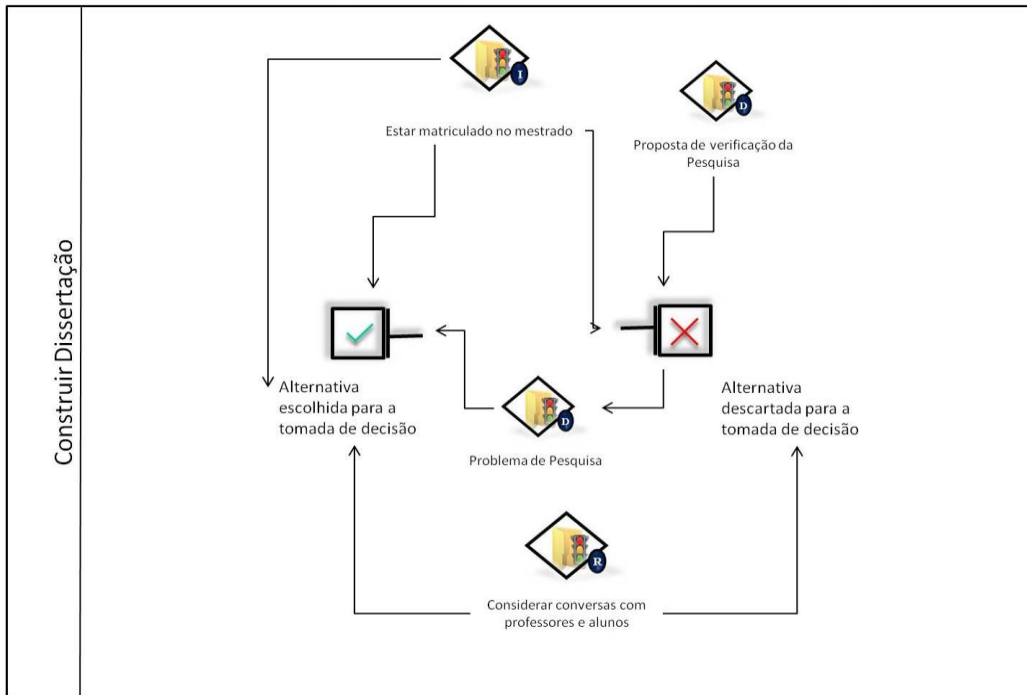 Construir Dissertação
I
Estar matriculado no mestrado
D
Proposta de verificação da
Pesquisa
Alternativa
escolhida para a
tomada de decisão
D
Problema de Pesquisa
Alternativa
descartada para a
tomada de decisão
R
Considerar conversas com
professores e alunos